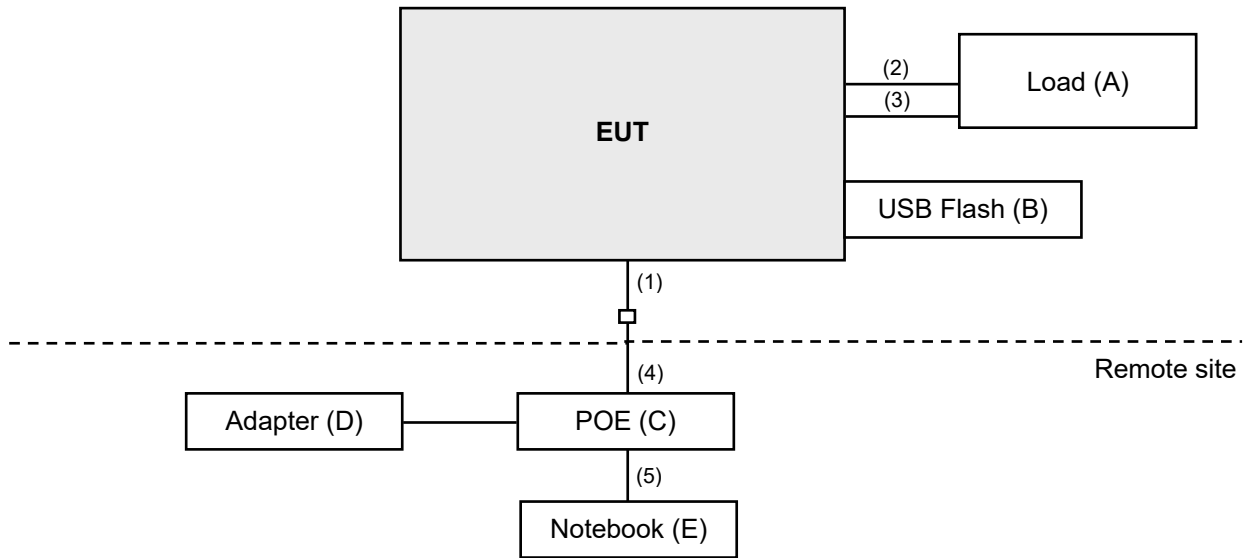 (2)
Load (A)
(3)
EUT
USB Flash (B)
(1)
Remote site
(4)
Adapter (D)
POE (C)
(5)
Notebook (E)